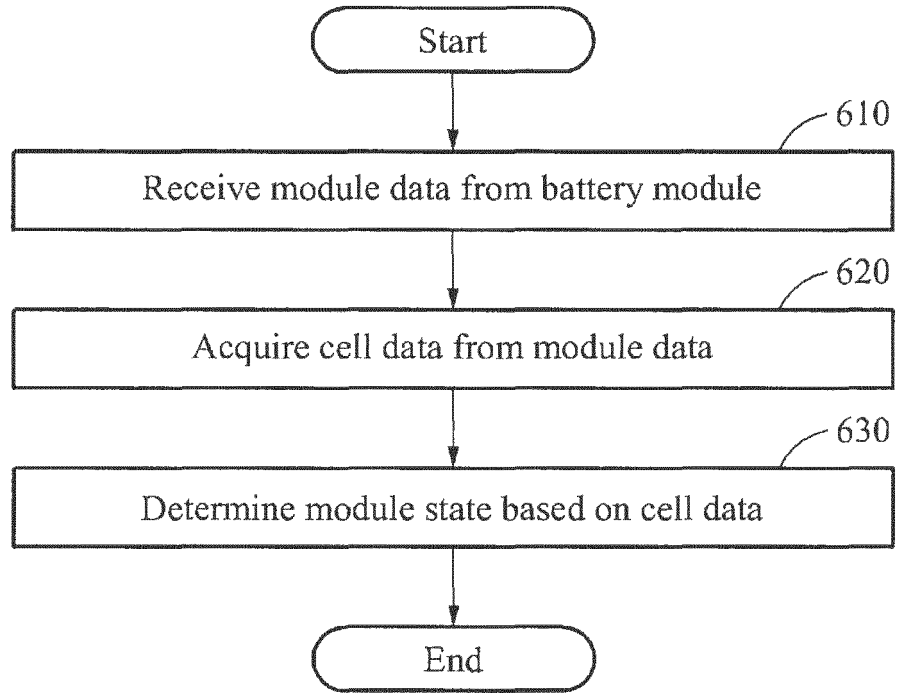 Start
610
Receive module data from battery module
620
Acquire cell data from module data
630
Determine module state based on cell data
End